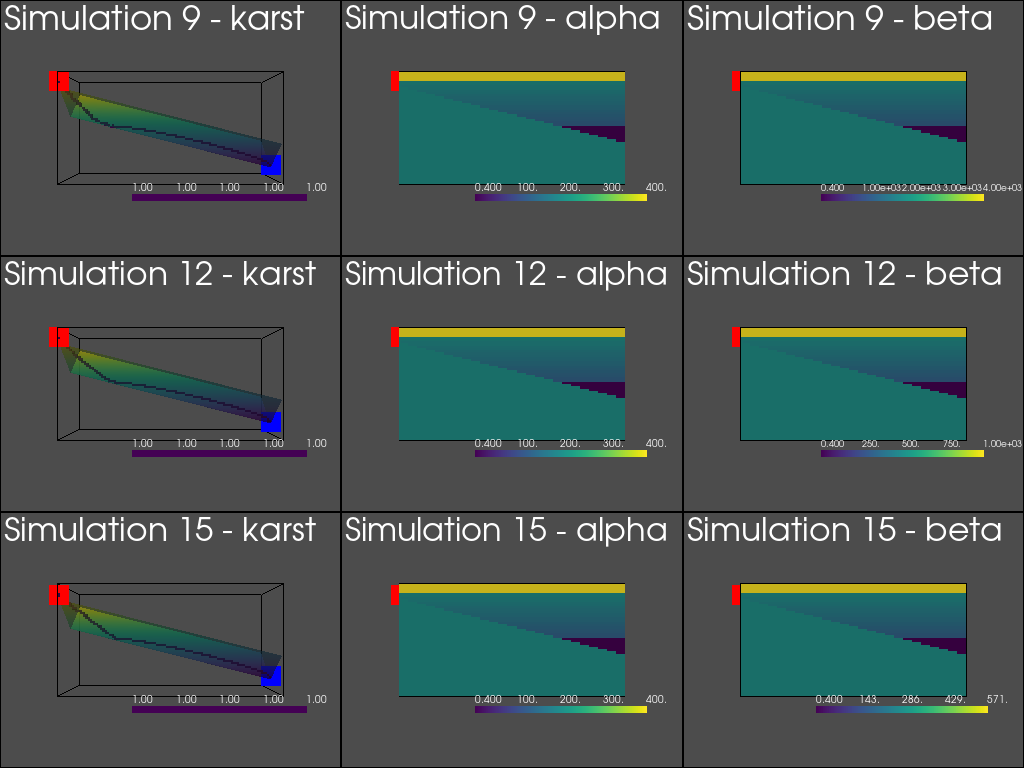 Simulation 9 - karst
Simulation 9 - alpha
Simulation 9 - beta
1.00 1.00 1.00 1.00 1.00
0.400 100. 200. 300. 400.
0.400 1.00e+03 2.00e+03 3.00e+03 4.00e+03
Simulation 12 - karst
Simulation 12 - alpha
Simulation 12 - beta
1.00 1.00 1.00 1.00 1.00
0.400 100. 200. 300. 400.
0.400 250. 500. 750. 1.00e+03
Simulation 15 - karst
Simulation 15 - alpha
Simulation 15 - beta
1.00 1.00 1.00 1.00 1.00
0.400 100. 200. 300. 400.
0.400 143. 286. 429. 571.